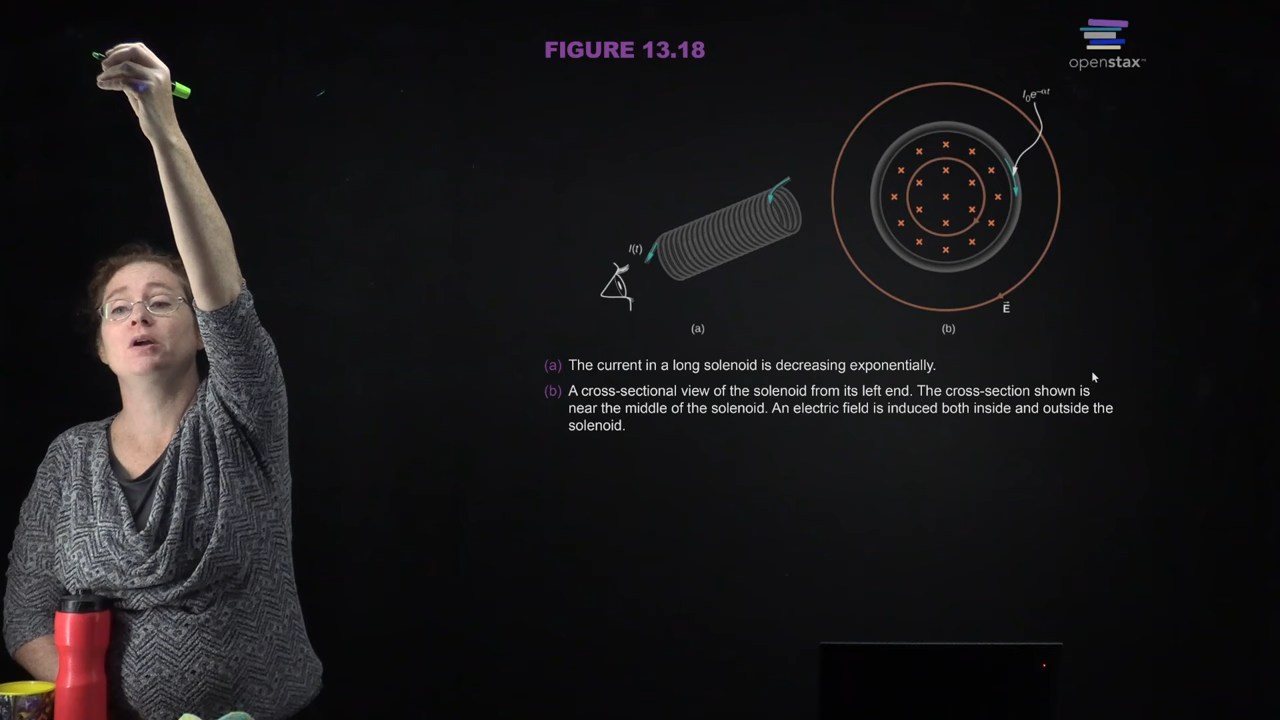 FIGURE 13.18
openstax™
I₀e⁻ᵅᵗ
I(t)
E⃗
(a)
(b)
(a) The current in a long solenoid is decreasing exponentially.
(b) A cross-sectional view of the solenoid from its left end. The cross-section shown is
near the middle of the solenoid. An electric field is induced both inside and outside the
solenoid.